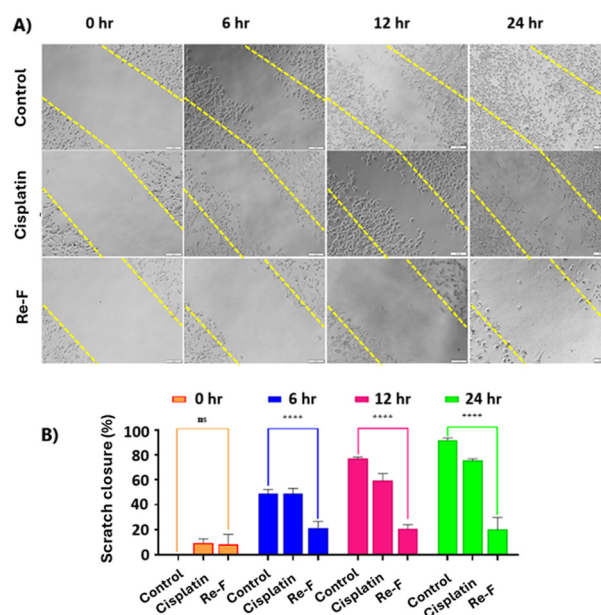 A)
0 hr 6 hr 12 hr 24 hr
Control
Cisplatin
Re-F
B)
0 hr 6 hr 12 hr 24 hr
ns **** **** ****
Scratch closure (%)
100
80
60
40
20
0
Control Cisplatin Re-F Control Cisplatin Re-F Control Cisplatin Re-F Control Cisplatin Re-F